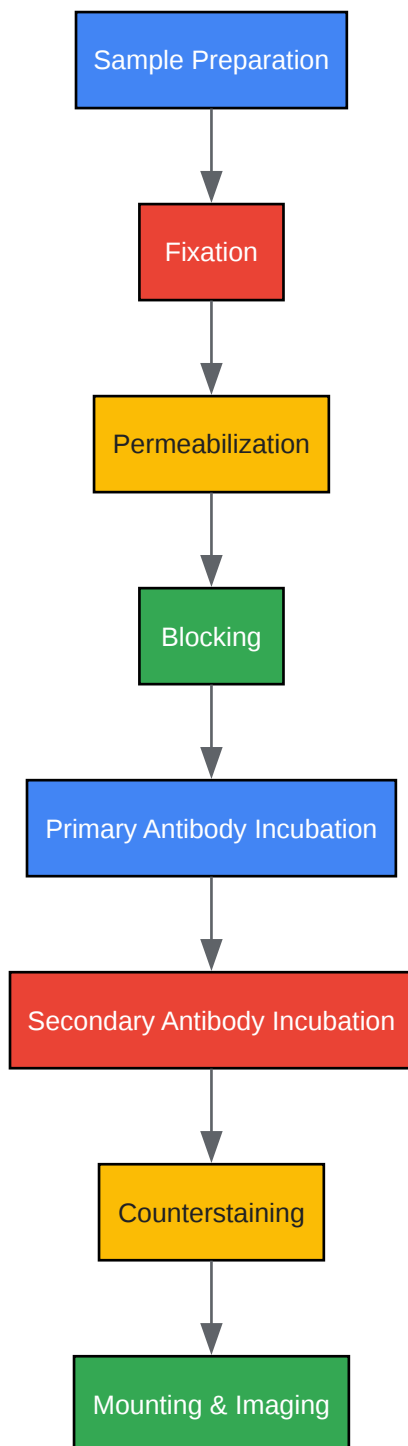 Sample Preparation
Fixation
Permeabilization
Blocking
Primary Antibody Incubation
Secondary Antibody Incubation
Counterstaining
Mounting & Imaging